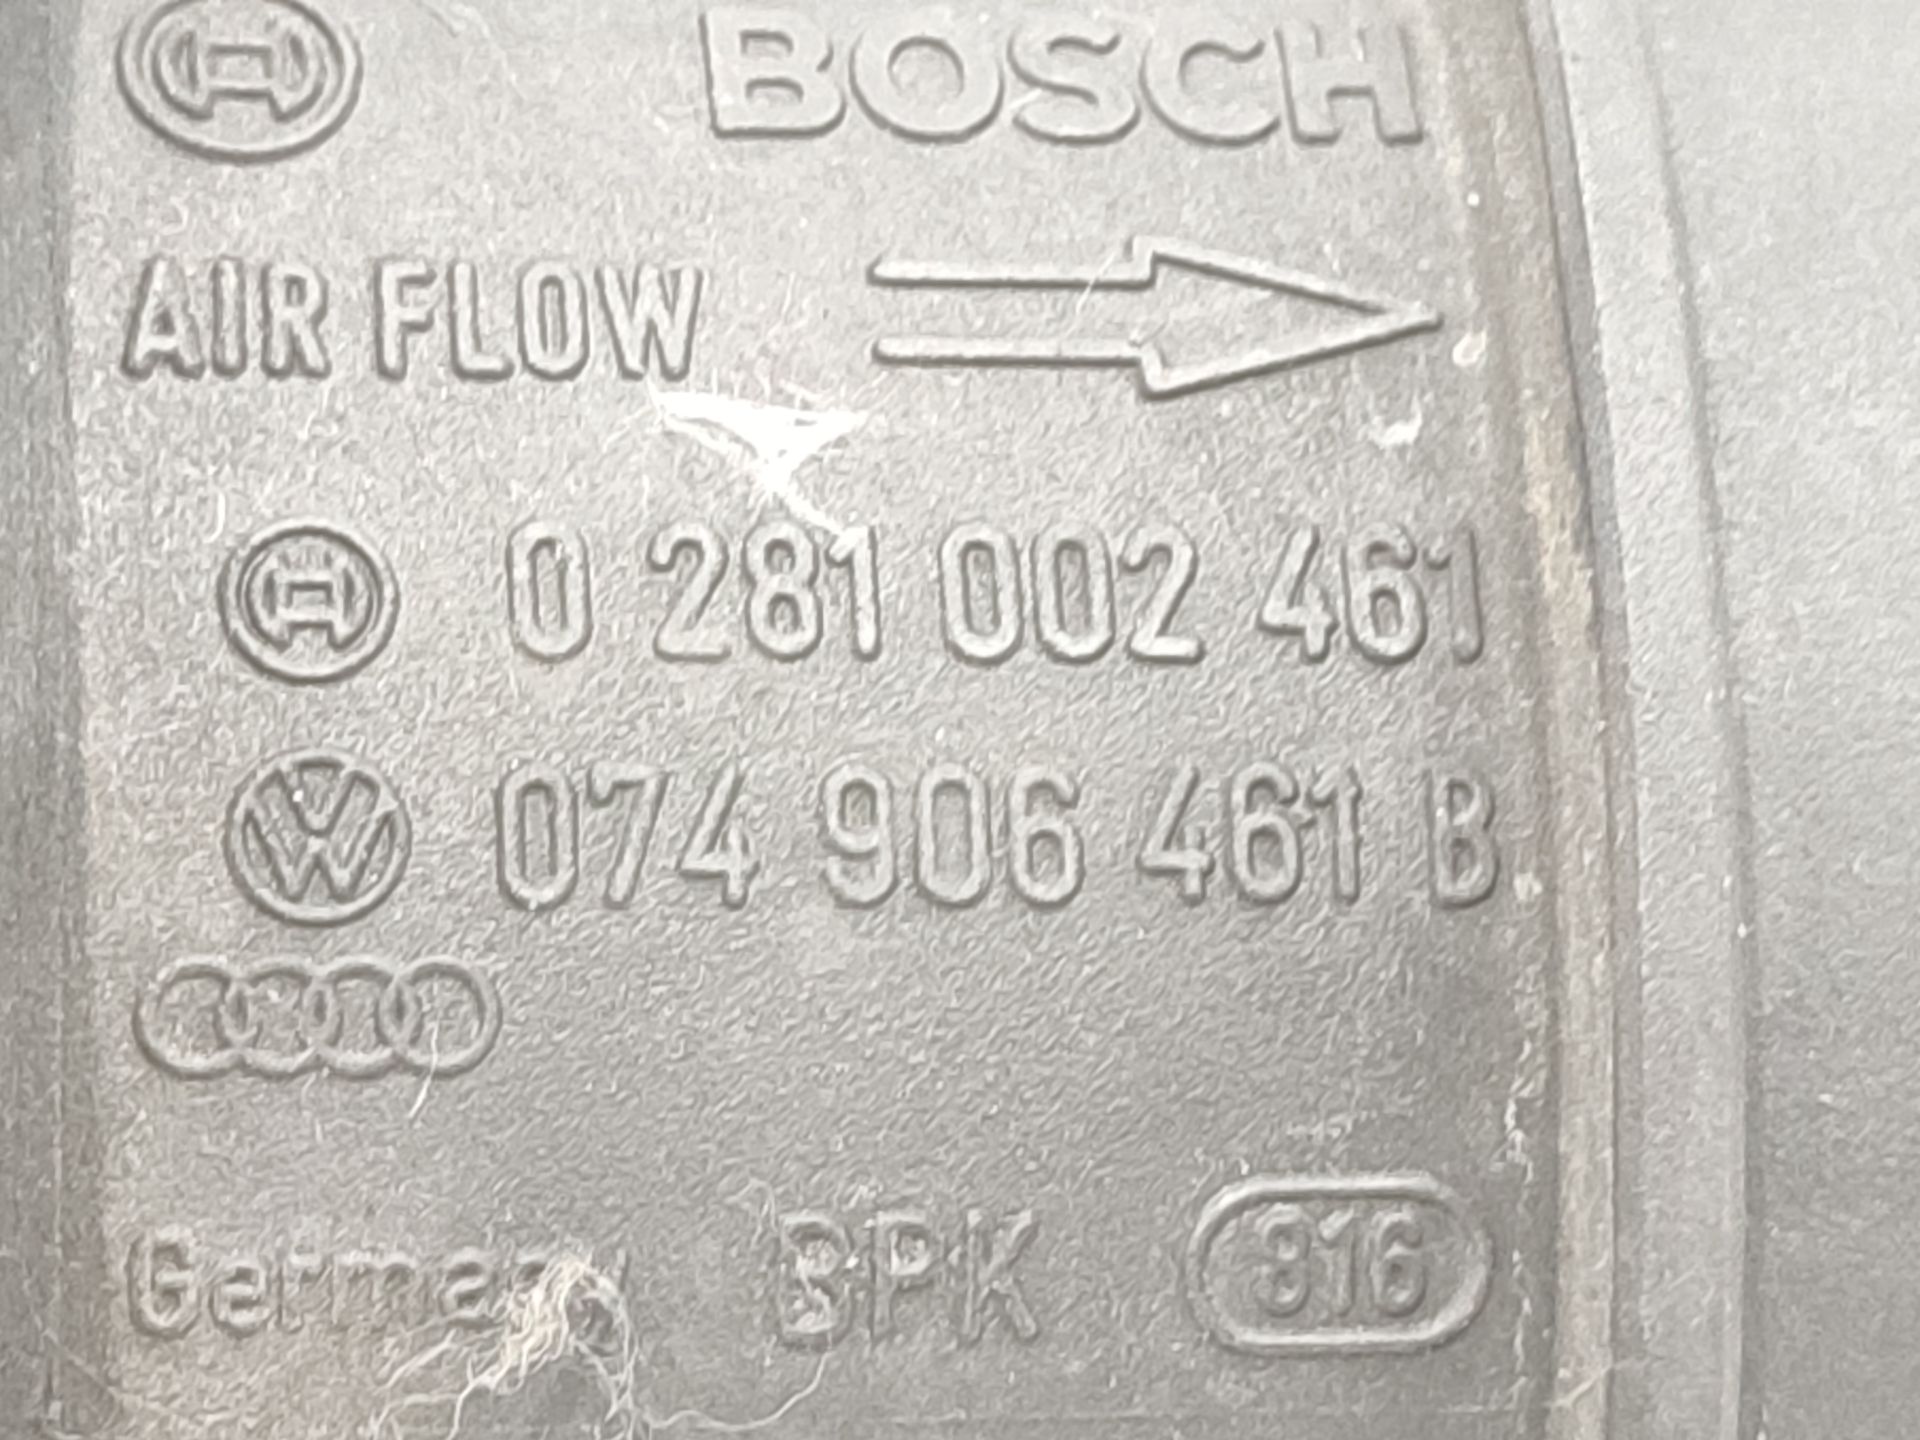 BOSCH
AIR FLOW
0 281 002 461
074 906 461 B
Germany BPK 816